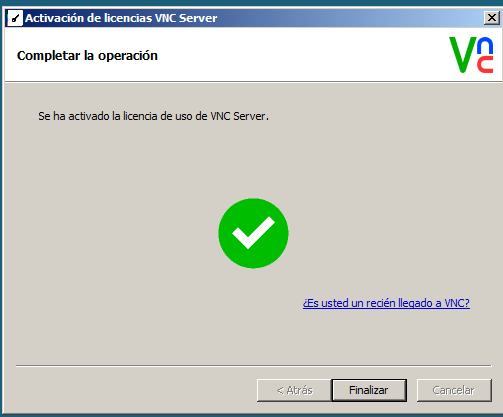 Activación de licencias VNC Server
Completar la operación
Vnc
Se ha activado la licencia de uso de VNC Server.
¿Es usted un recién llegado a VNC?
< Atrás
Finalizar
Cancelar